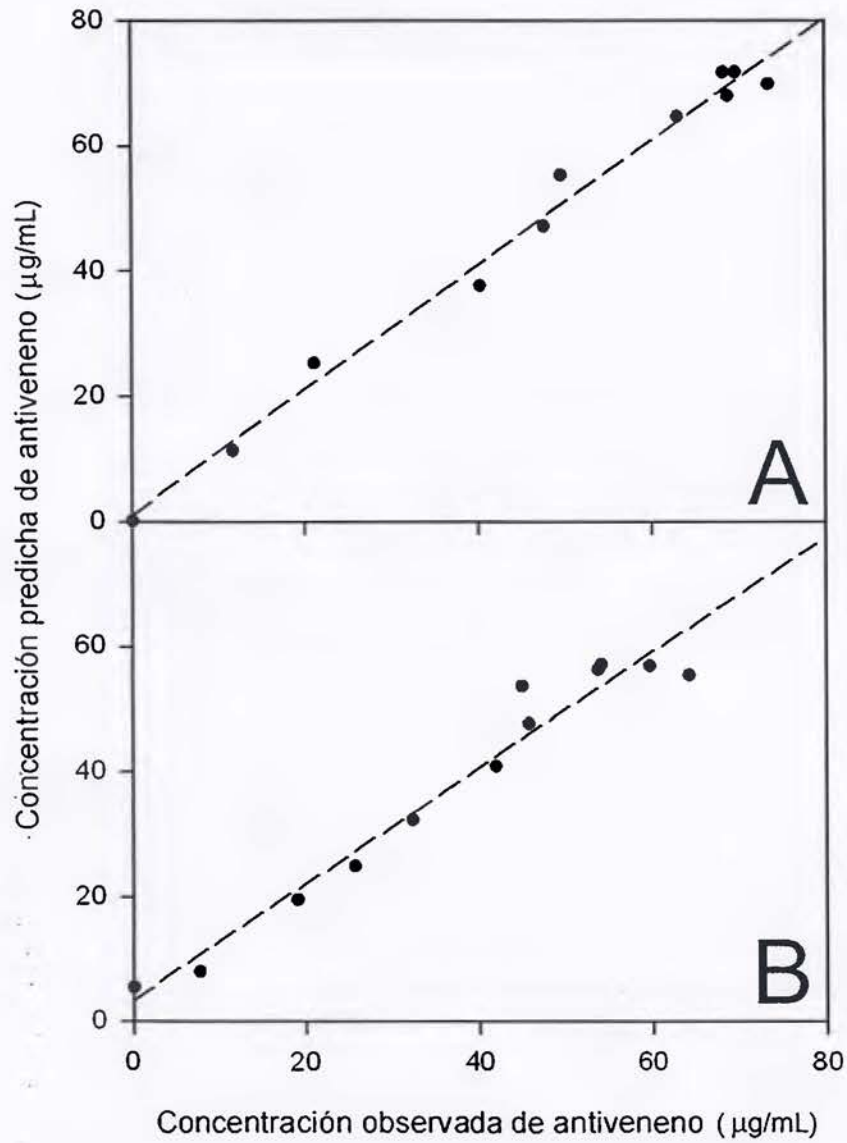 Concentración predicha de antiveneno (µg/mL)
80
60
40
20
0
A
60
40
20
0
B
0 20 40 60 80
Concentración observada de antiveneno (µg/mL)